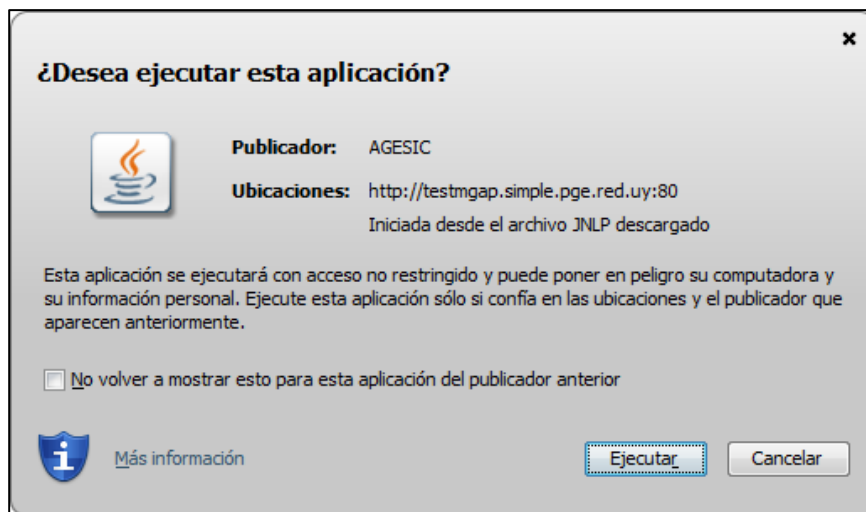 ¿Desea ejecutar esta aplicación?
Publicador: AGESIC
Ubicaciones: http://testmgap.simple.pge.red.uy:80
Iniciada desde el archivo JNLP descargado
Esta aplicación se ejecutará con acceso no restringido y puede poner en peligro su computadora y
su información personal. Ejecute esta aplicación sólo si confía en las ubicaciones y el publicador que
aparecen anteriormente.
No volver a mostrar esto para esta aplicación del publicador anterior
Más información
Ejecutar
Cancelar